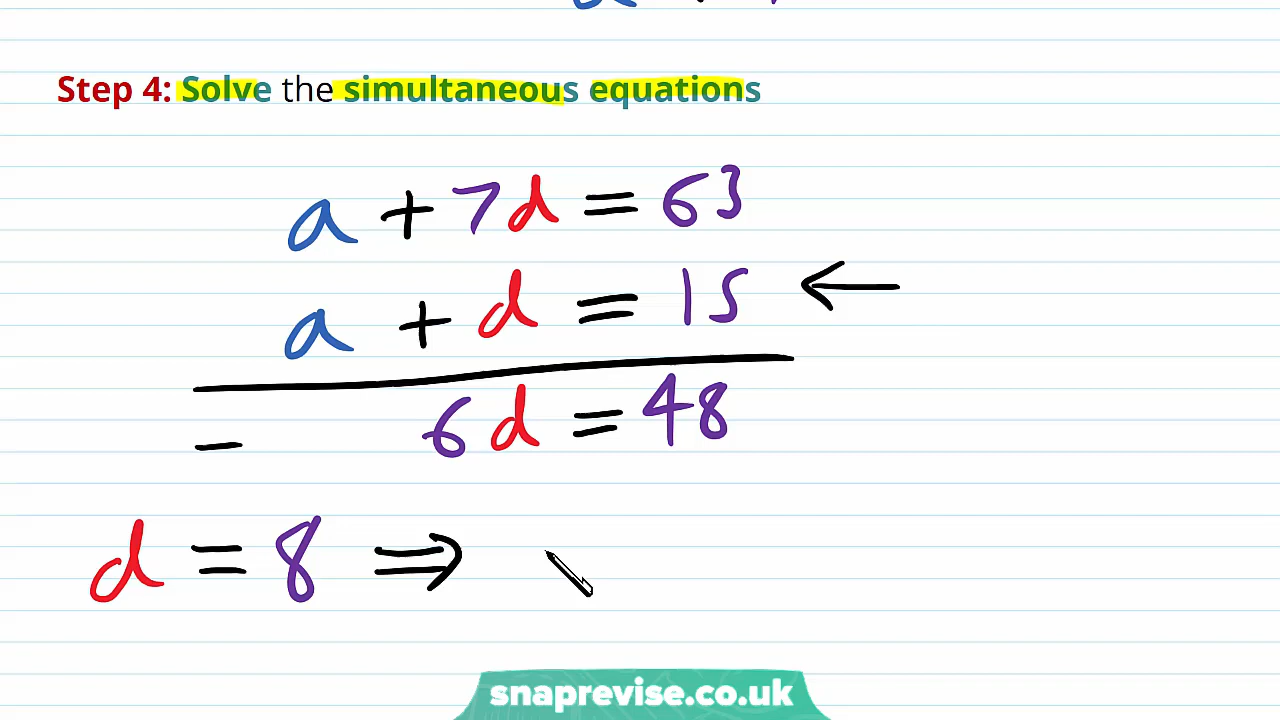 Step 4: Solve the simultaneous equations
a + 7d = 63
a + d = 15 ←
− 6d = 48
d = 8 ⇒
snaprevise.co.uk